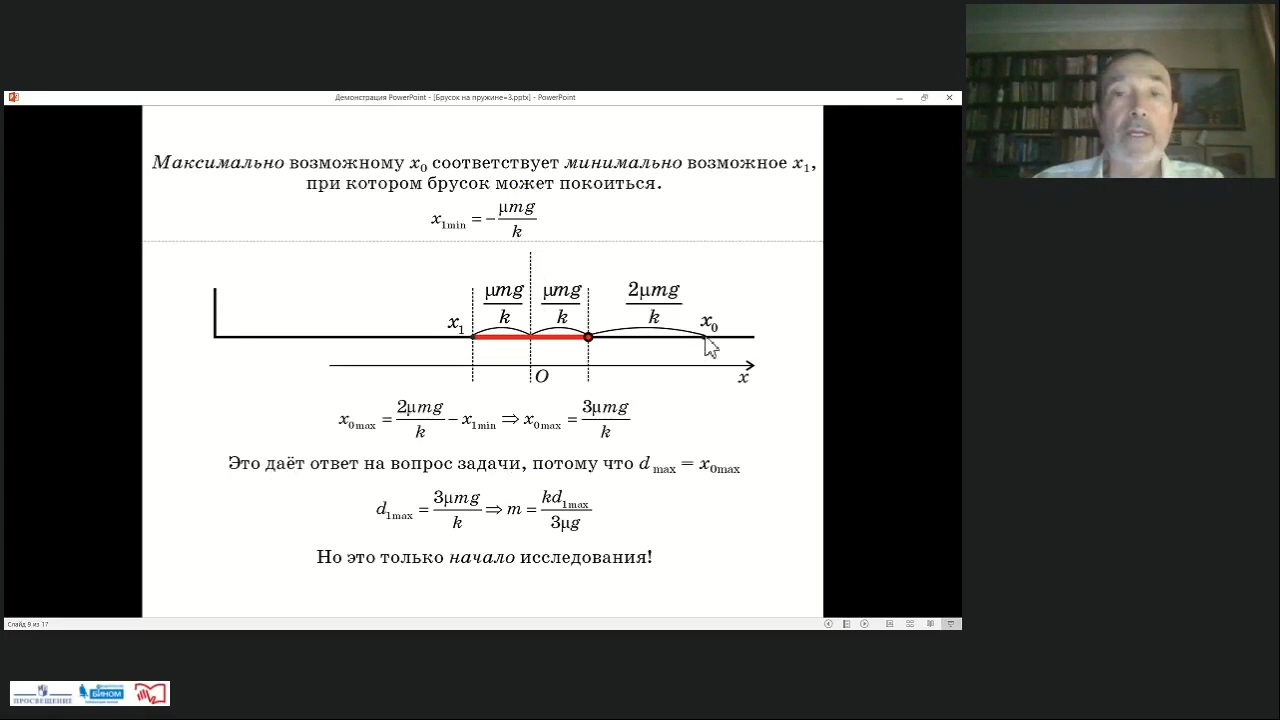 Демонстрация PowerPoint - [Брусок на пружине=3.pptx] - PowerPoint
Максимально возможному x₀ соответствует минимально возможное x₁,
при котором брусок может покоиться.
x₁min = −μmg/k
μmg/k μmg/k 2μmg/k
x₁ x₀
O x
x₀max = 2μmg/k − x₁min ⇒ x₀max = 3μmg/k
Это даёт ответ на вопрос задачи, потому что d max = x₀max
d₁max = 3μmg/k ⇒ m = kd₁max/3μg
Но это только начало исследования!
Слайд 9 из 17
ПРОСВЕЩЕНИЕ БИНОМ